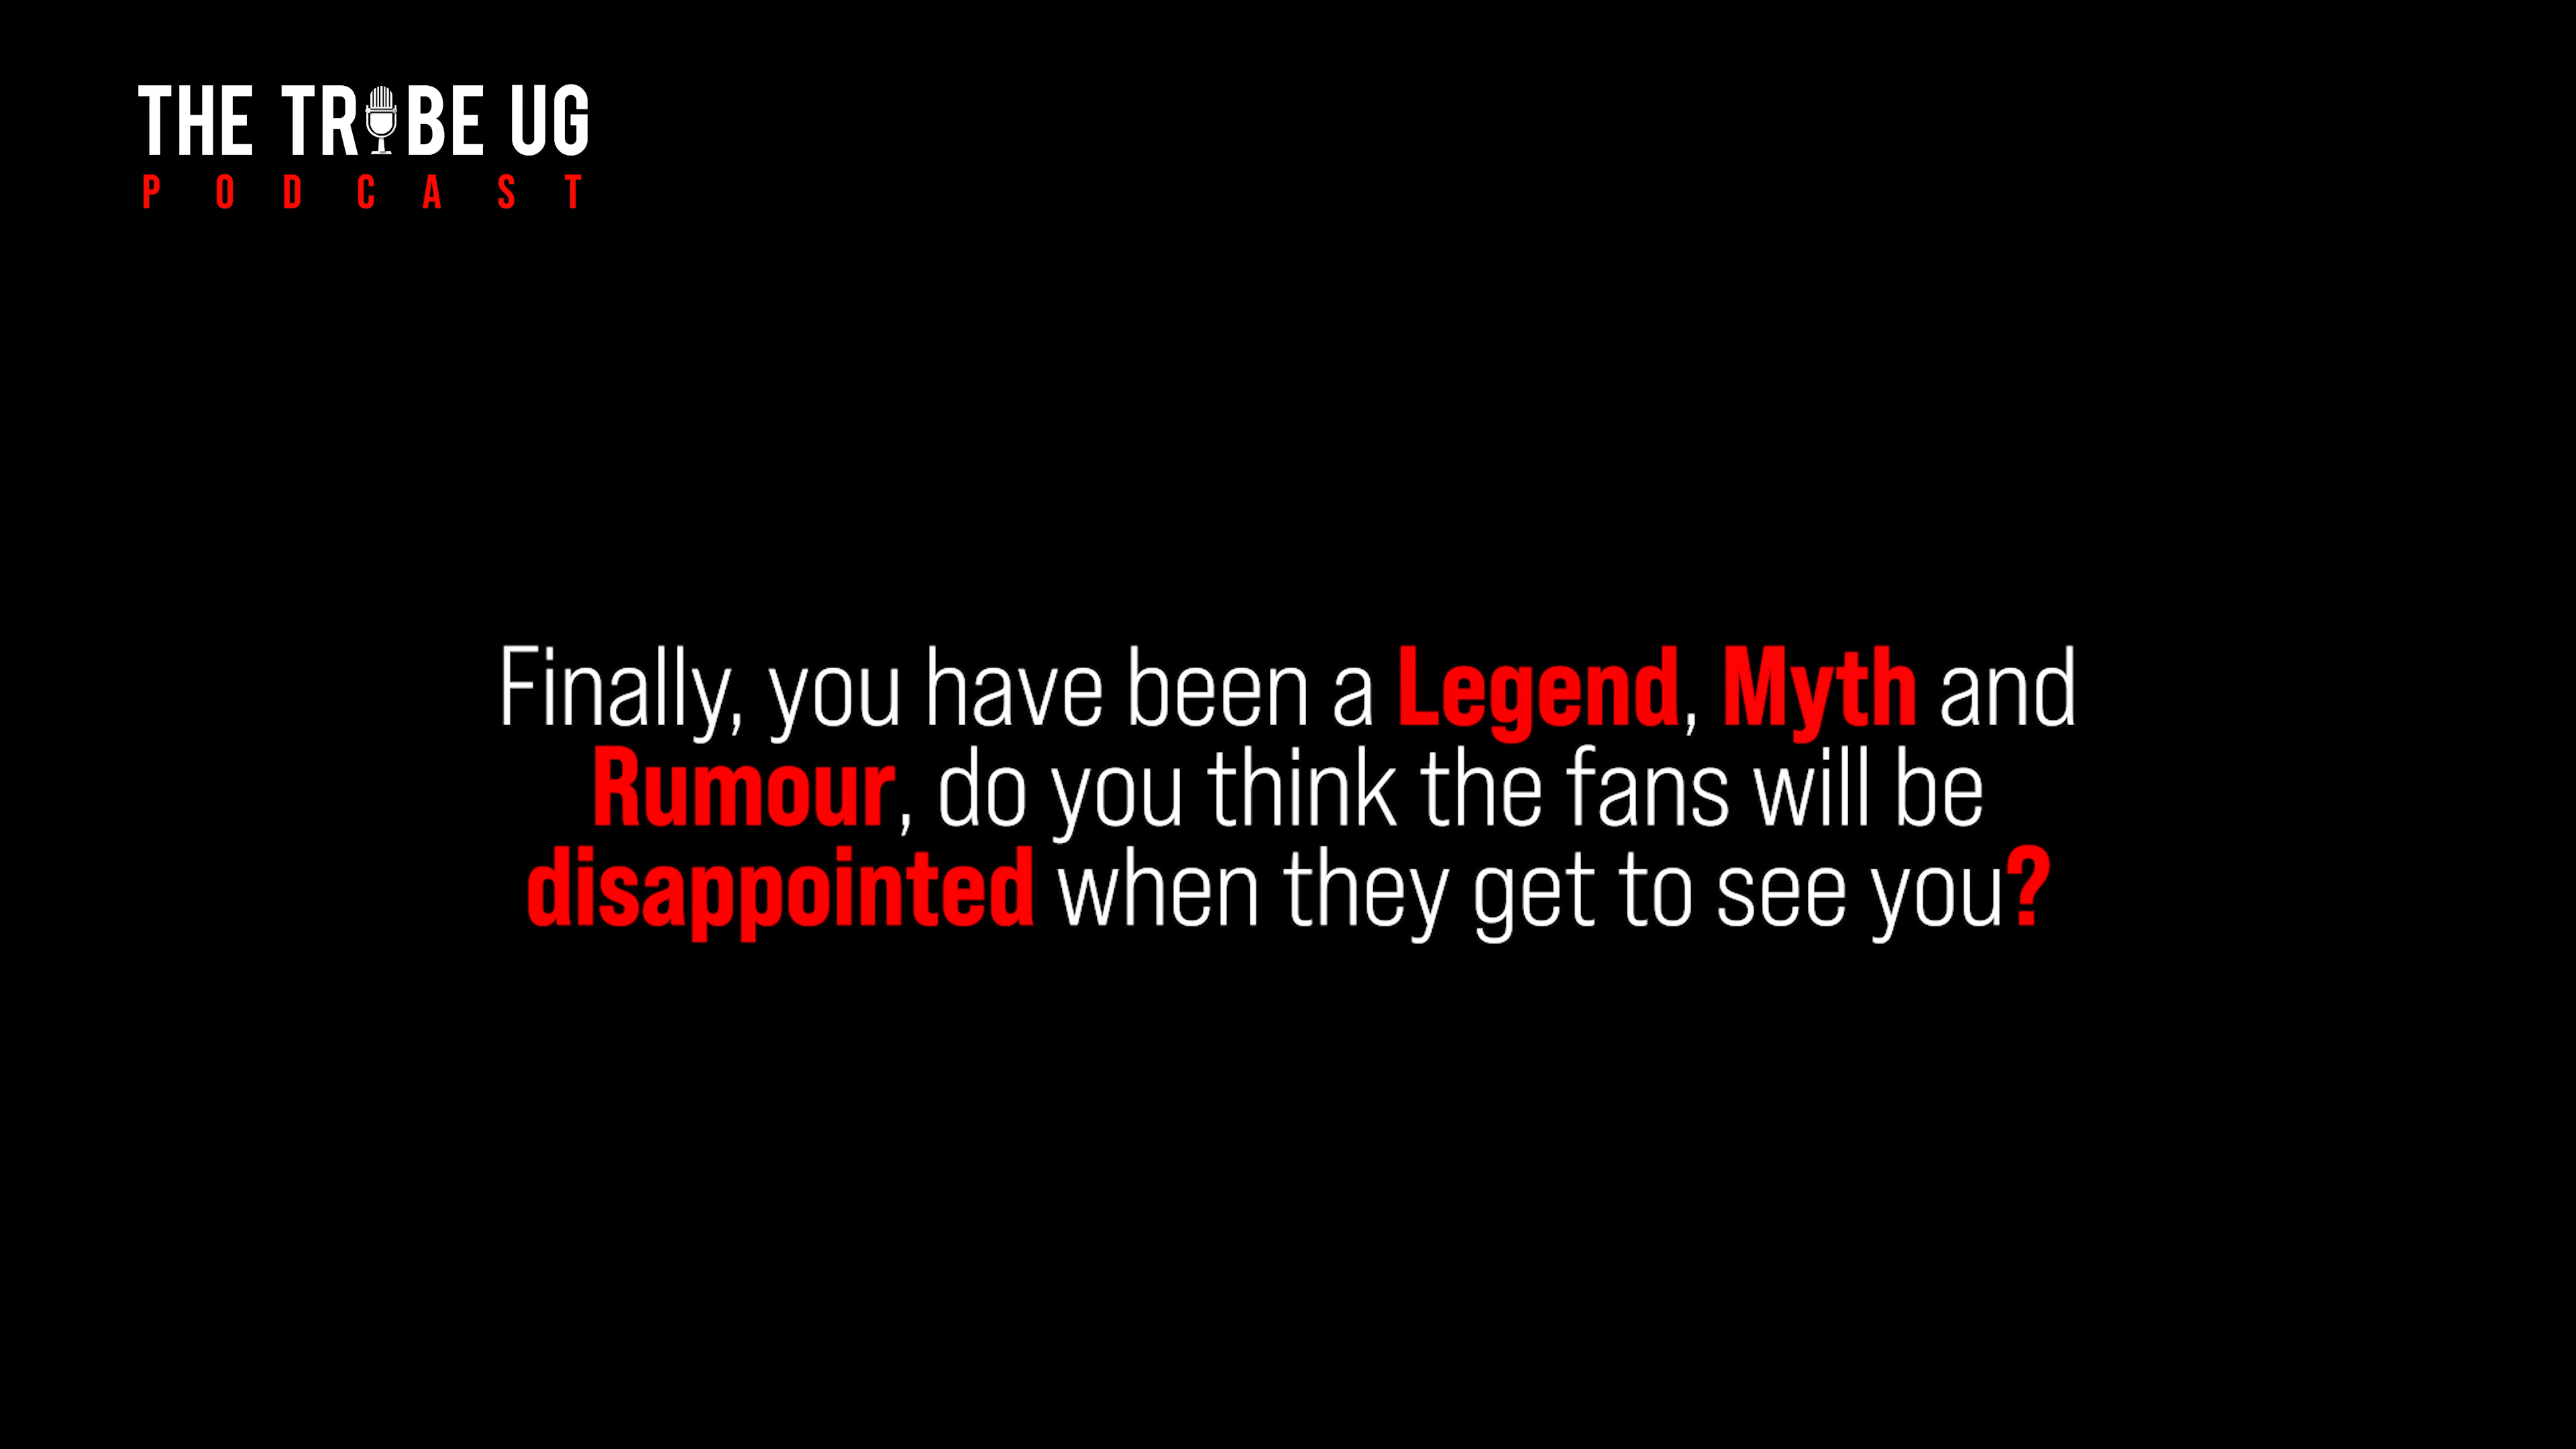 THE TRIBE UG
PODCAST
Finally, you have been a Legend, Myth and
Rumour, do you think the fans will be
disappointed when they get to see you?